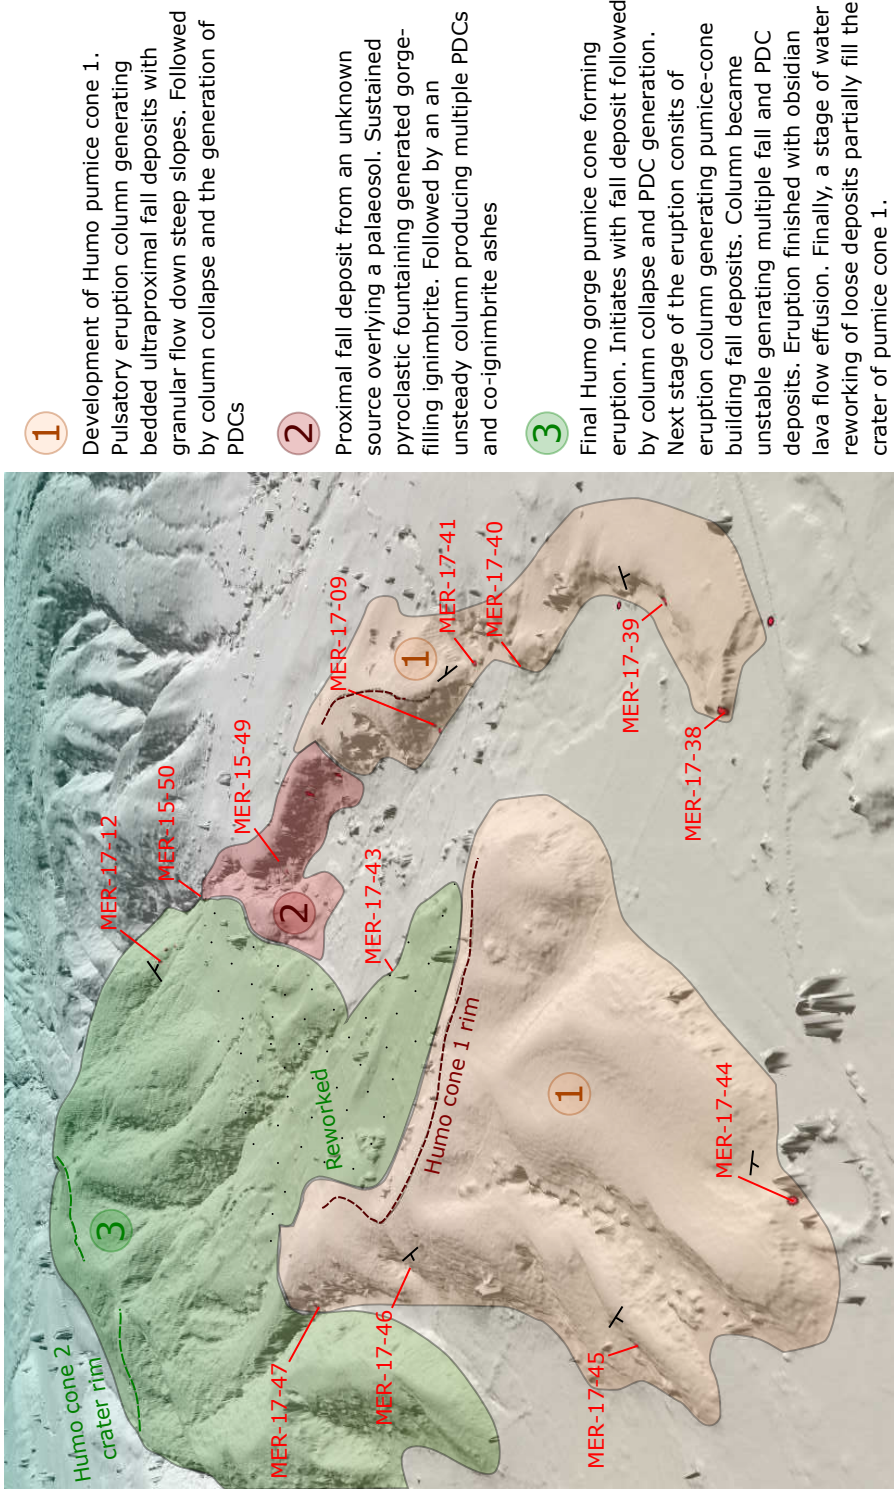 1
Development of Humo pumice cone 1.
Pulsatory eruption column generating
bedded ultraproximal fall deposits with
granular flow down steep slopes. Followed
by column collapse and the generation of
PDCs
2
Proximal fall deposit from an unknown
source overlying a palaeosol. Sustained
pyroclastic fountaining generated gorge-
filling ignimbrite. Followed by an an
unsteady column producing multiple PDCs
and co-ignimbrite ashes
3
Final Humo gorge pumice cone forming
eruption. Initiates with fall deposit followed
by column collapse and PDC generation.
Next stage of the eruption consits of
eruption column generating pumice-cone
building fall deposits. Column became
unstable genrating multiple fall and PDC
deposits. Eruption finished with obsidian
lava flow effusion. Finally, a stage of water
reworking of loose deposits partially fill the
crater of pumice cone 1.
Humo cone 2
crater rim
3
MER-17-12
MER-15-50
MER-15-49
2
MER-17-09
MER-17-41
MER-17-40
1
MER-17-43
Reworked
Humo cone 1 rim
MER-17-47
MER-17-46
MER-17-45
1
MER-17-44
MER-17-39
MER-17-38